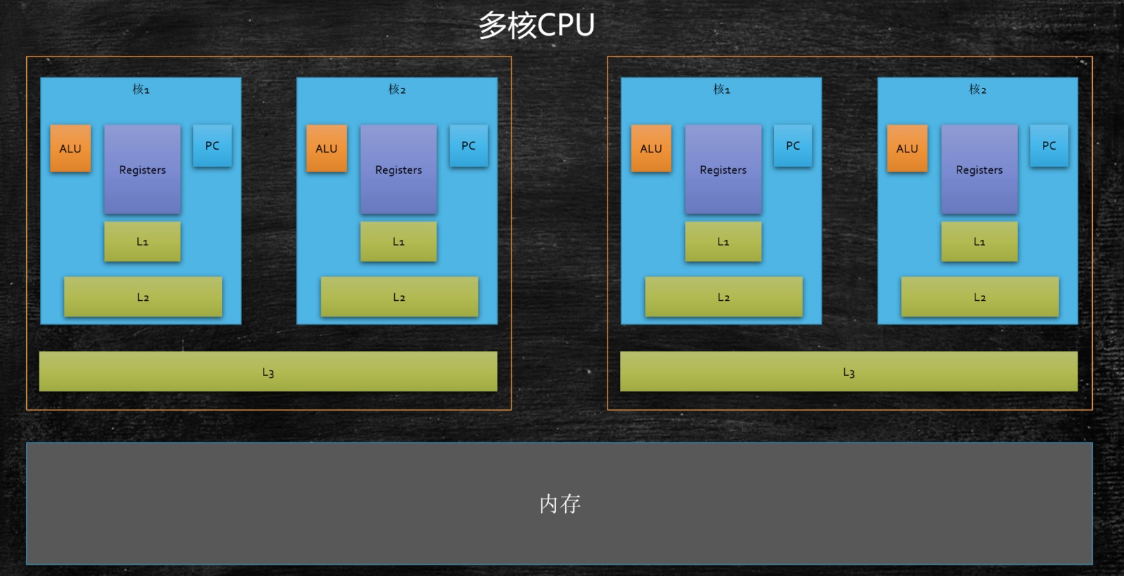 多核CPU
核1
核2
核1
核2
ALU
Registers
PC
ALU
Registers
PC
ALU
Registers
PC
ALU
Registers
PC
L1
L1
L1
L1
L2
L2
L2
L2
L3
L3
内存